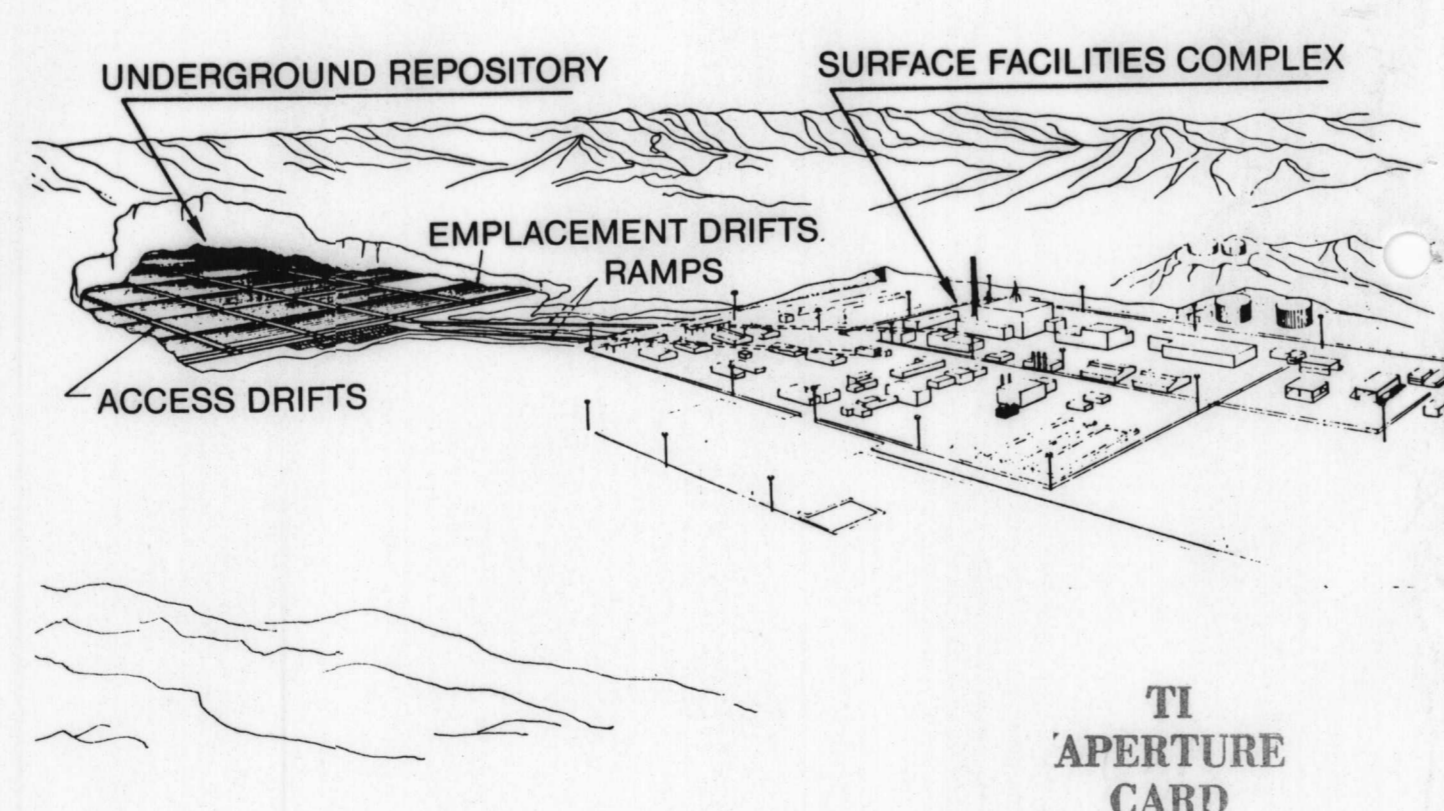 UNDERGROUND REPOSITORY
SURFACE FACILITIES COMPLEX
EMPLACEMENT DRIFTS.
RAMPS
ACCESS DRIFTS
TI
APERTURE
CARD